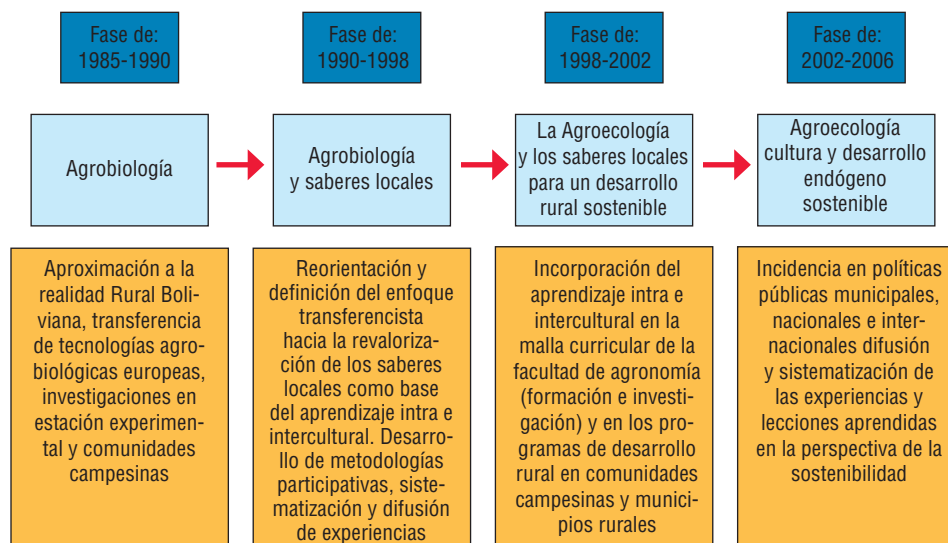 Fase de:
1985-1990
Fase de:
1990-1998
Fase de:
1998-2002
Fase de:
2002-2006
Agrobiología
Agrobiología
y saberes locales
La Agroecología
y los saberes locales
para un desarrollo
rural sostenible
Agroecología
cultura y desarrollo
endógeno
sostenible
Aproximación a la
realidad Rural Boli-
viana, transferencia
de tecnologías agro-
biológicas europeas,
investigaciones en
estación experimen-
tal y comunidades
campesinas
Reorientación y
definición del enfoque
transferencista
hacia la revaloriza-
ción de los saberes
locales como base
del aprendizaje intra e
intercultural. Desarro-
llo de metodologías
participativas, siste-
matización y difusión
de experiencias
Incorporación del
aprendizaje intra e
intercultural en la
malla curricular de la
facultad de agronomía
(formación e investi-
gación) y en los pro-
gramas de desarrollo
rural en comunidades
campesinas y munici-
pios rurales
Incidencia en políticas
públicas municipales,
nacionales e inter-
nacionales difusión
y sistematización de
las experiencias y
lecciones aprendidas
en la perspectiva de la
sostenibilidad